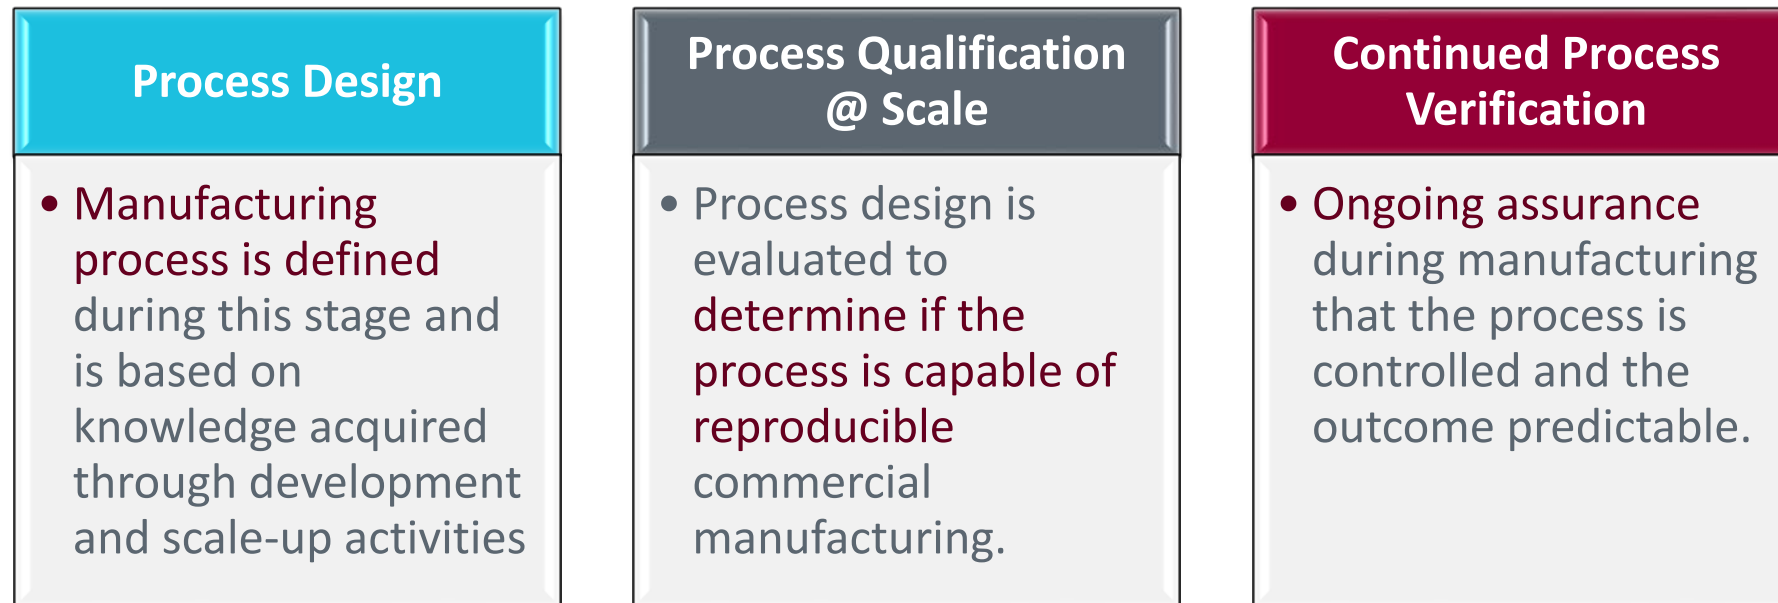 Process Design
• Manufacturing
process is defined
during this stage and
is based on
knowledge acquired
through development
and scale-up activities
Process Qualification
@ Scale
• Process design is
evaluated to
determine if the
process is capable of
reproducible
commercial
manufacturing.
Continued Process
Verification
• Ongoing assurance
during manufacturing
that the process is
controlled and the
outcome predictable.